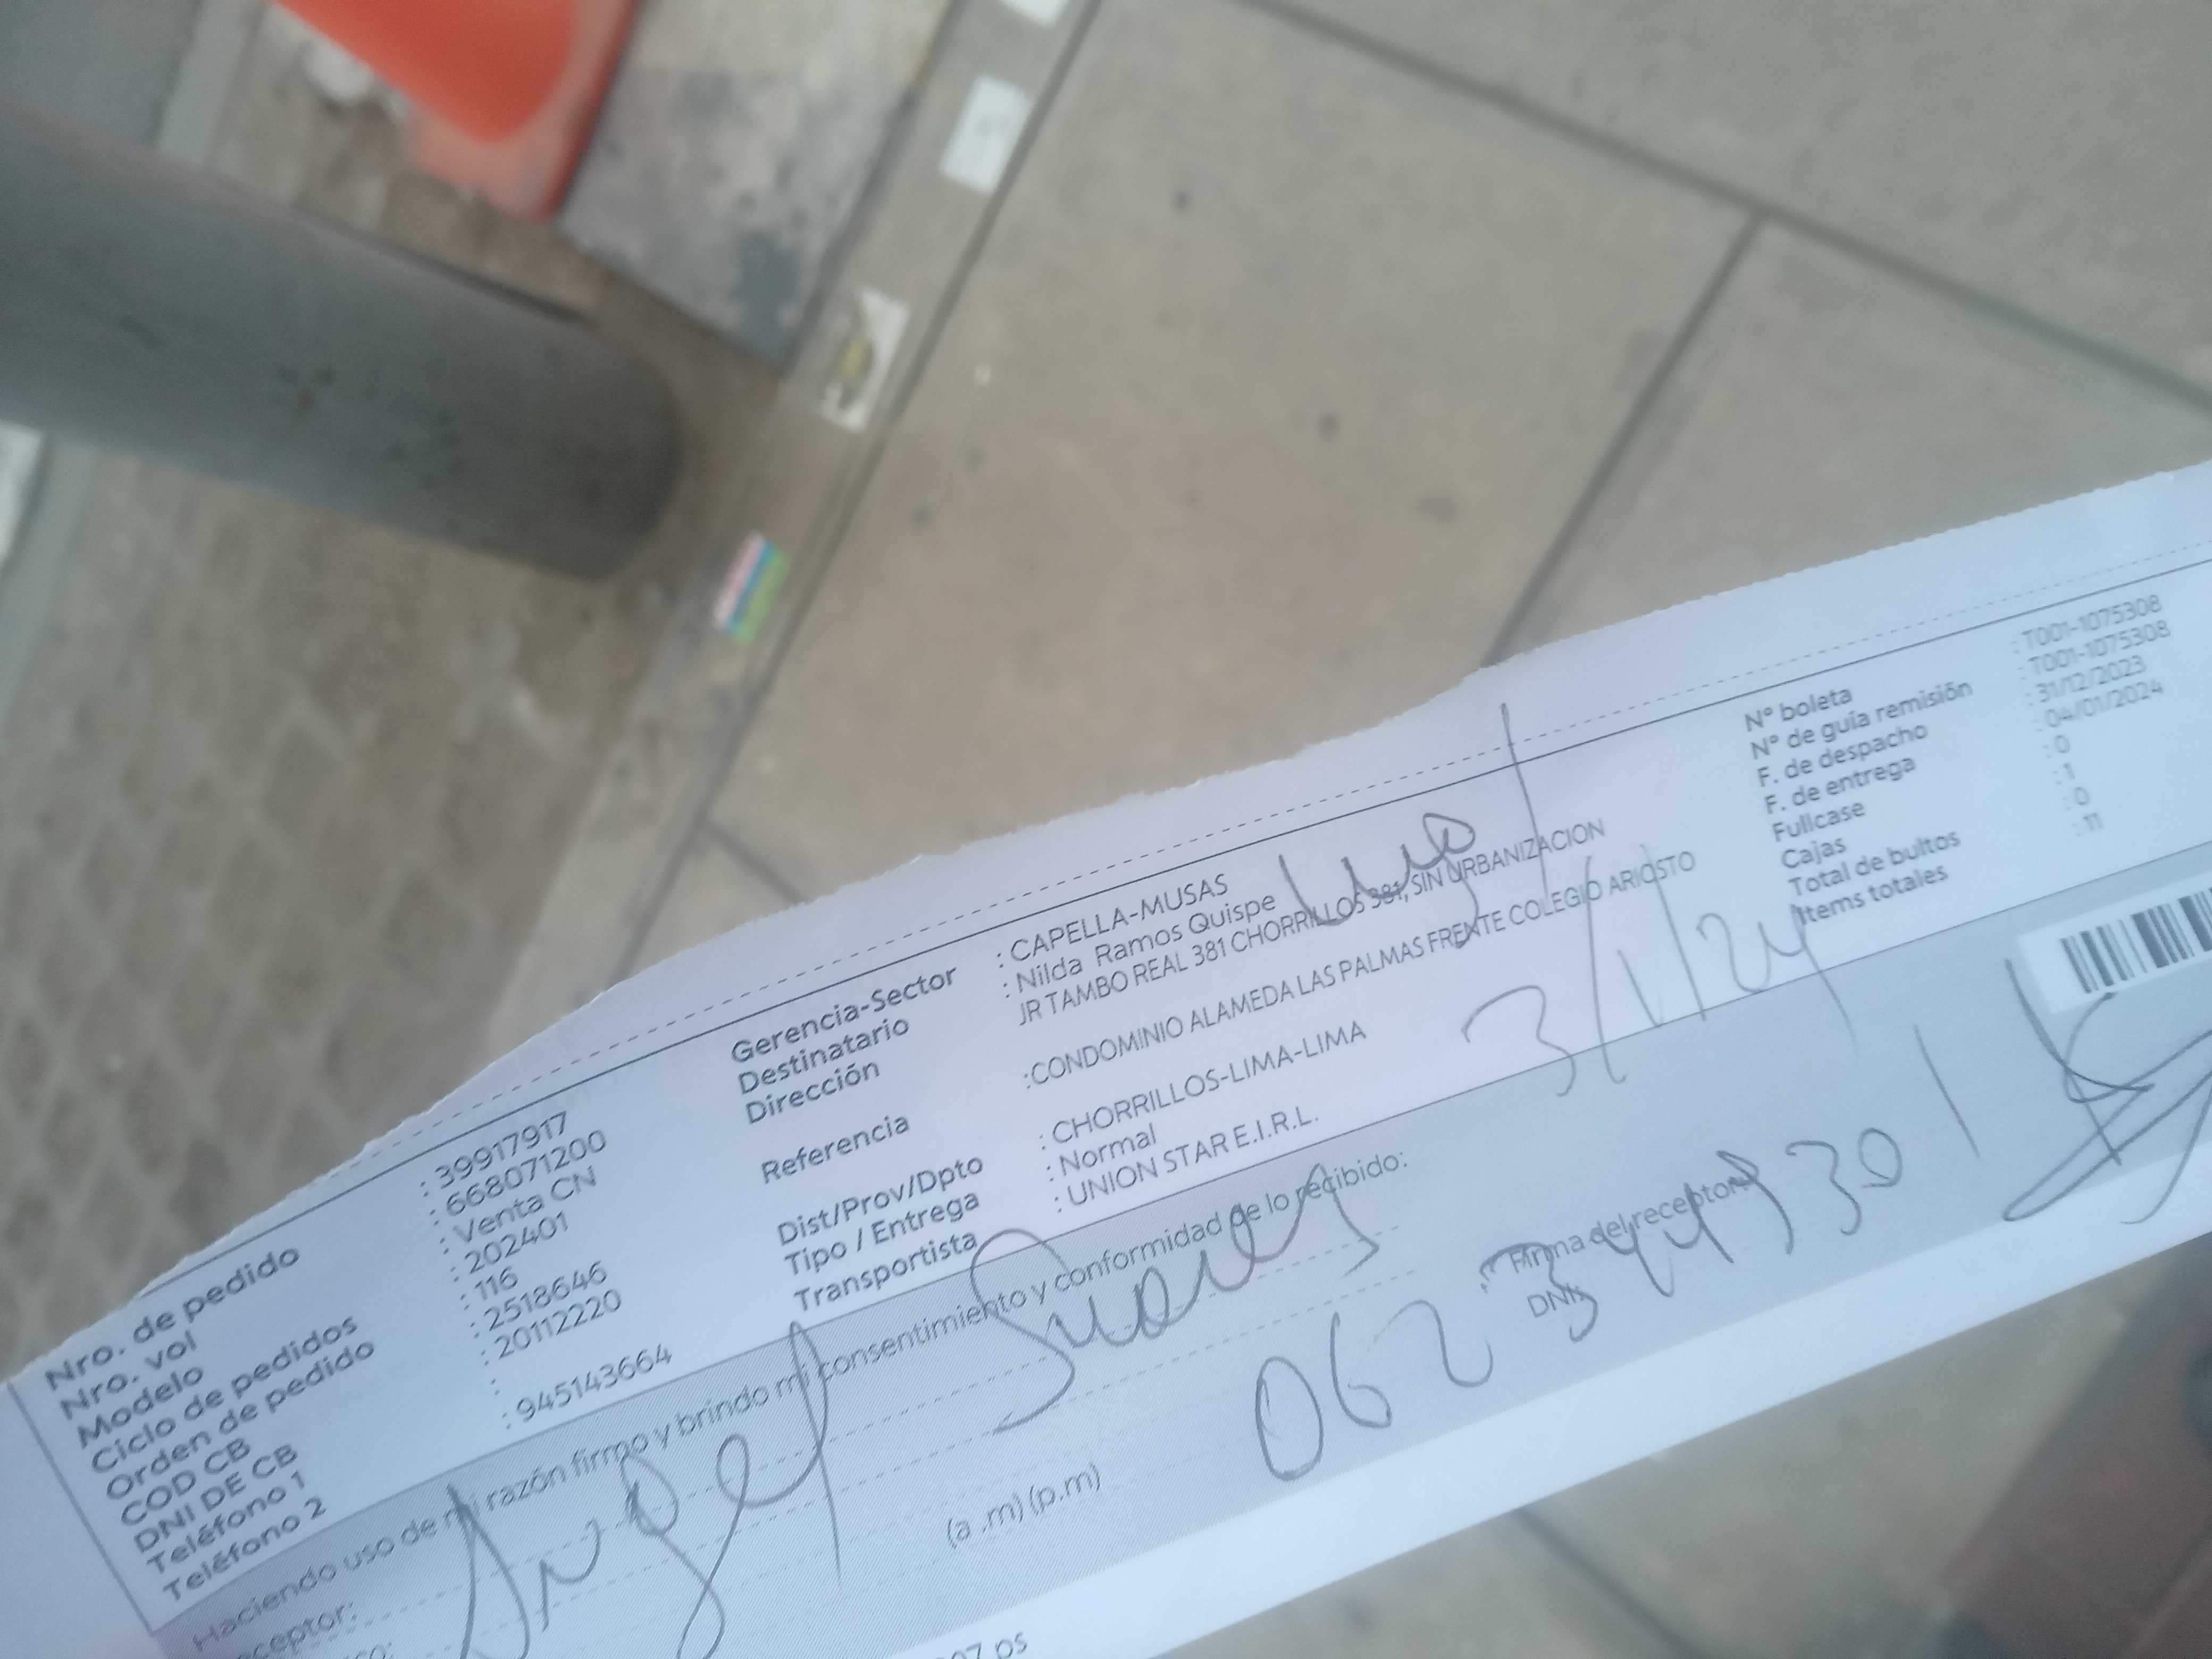 Nro. de pedido : 39917917
Nro. vol : 668071200
Modelo : Venta CN
Ciclo de pedidos : 202401
Orden de pedido : 116
COD CB : 2518646
DNI DE CB : 20112220
Teléfono 1 :
Teléfono 2 : 945143664
Gerencia-Sector : CAPELLA-MUSAS
Destinatario : Nilda Ramos Quispe
Dirección : JR TAMBO REAL 381 CHORRILLOS 381, SIN URBANIZACION
Referencia :CONDOMINIO ALAMEDA LAS PALMAS FRENTE COLEGIO ARIOSTO
Dist/Prov/Dpto : CHORRILLOS-LIMA-LIMA
Tipo / Entrega : Normal
Transportista : UNION STAR E.I.R.L.
N° boleta : T001-1075308
N° de guía remisión : T001-1075308
F. de despacho : 31/12/2023
F. de entrega : 04/01/2024
Fullcase : 0
Cajas : 1
Total de bultos : 0
Items totales : 11
3/1/24
Haciendo uso de mi razón firmo y brindo mi consentimiento y conformidad de lo recibido:
Angel Suarez
(a .m) (p.m)
Firma del receptor:
DNI: